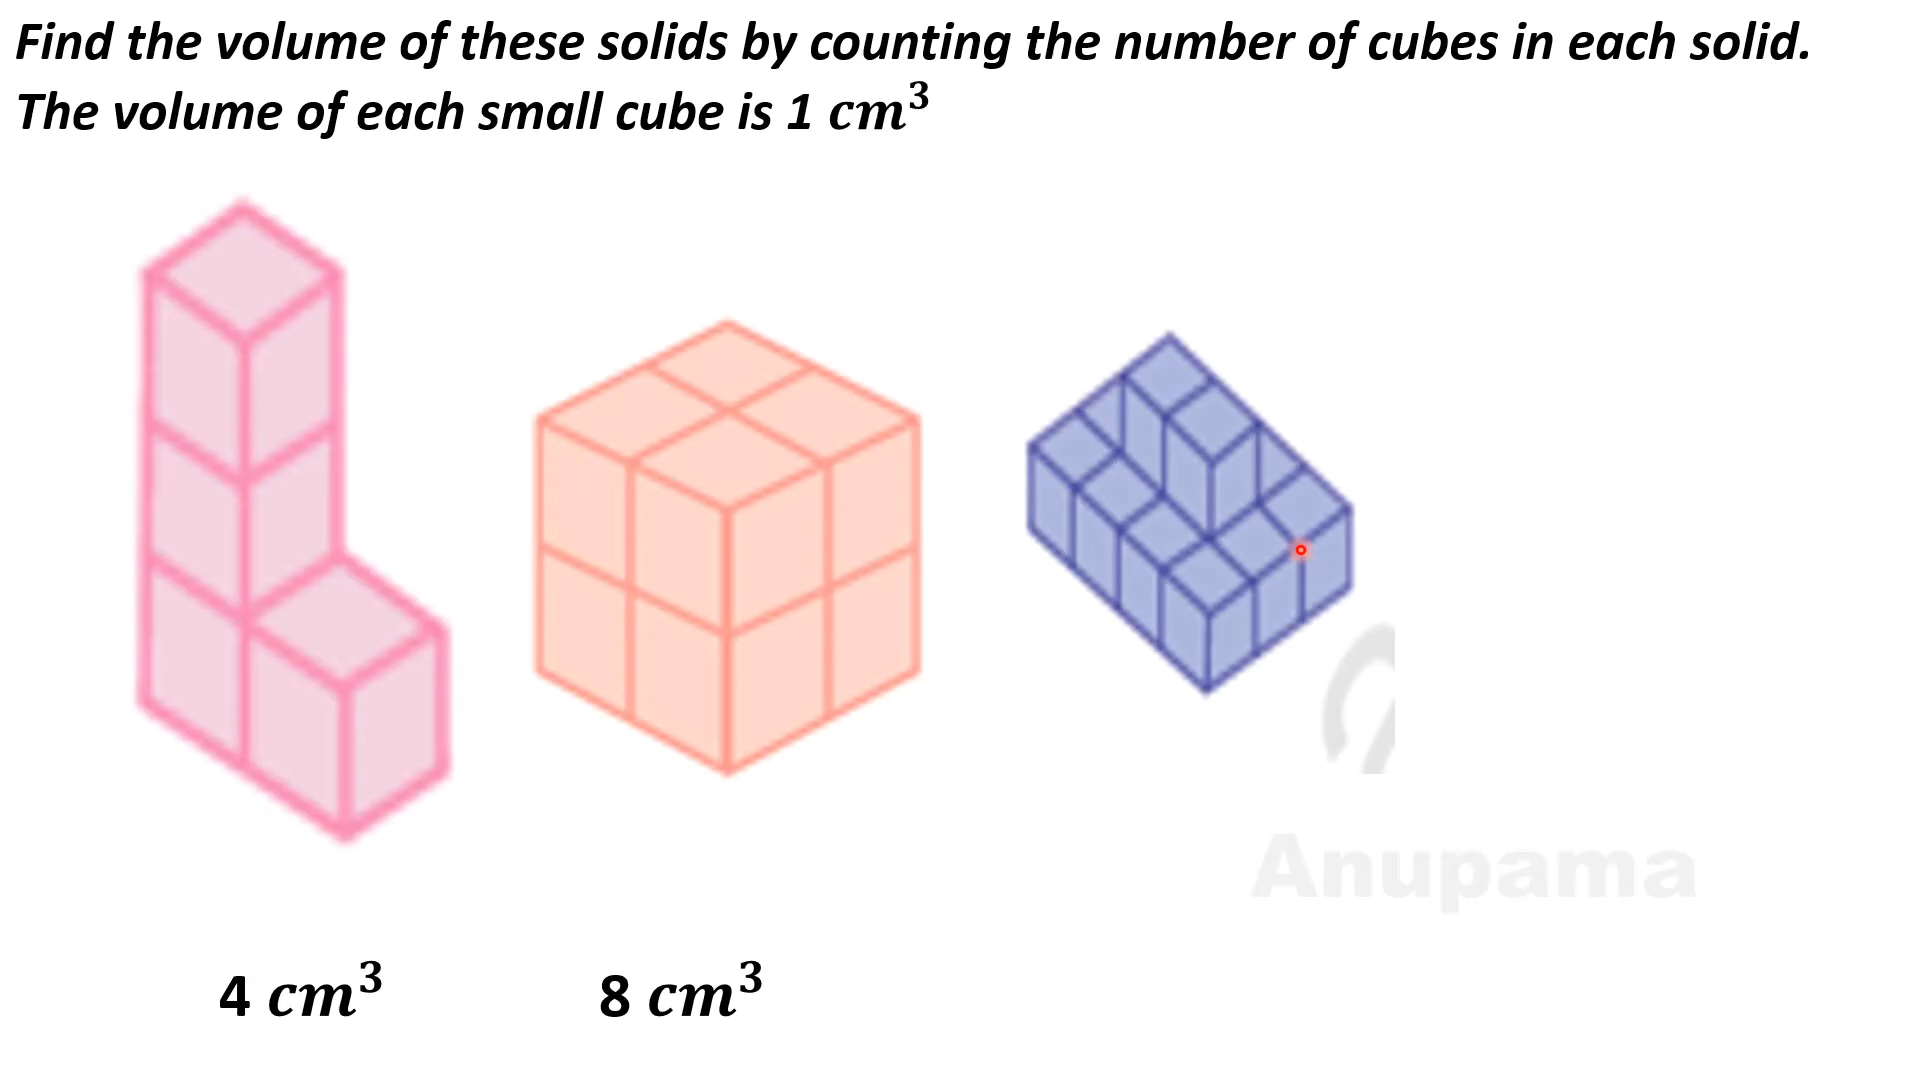 Find the volume of these solids by counting the number of cubes in each solid.
The volume of each small cube is 1 cm³
Anupama
4 cm³ 8 cm³